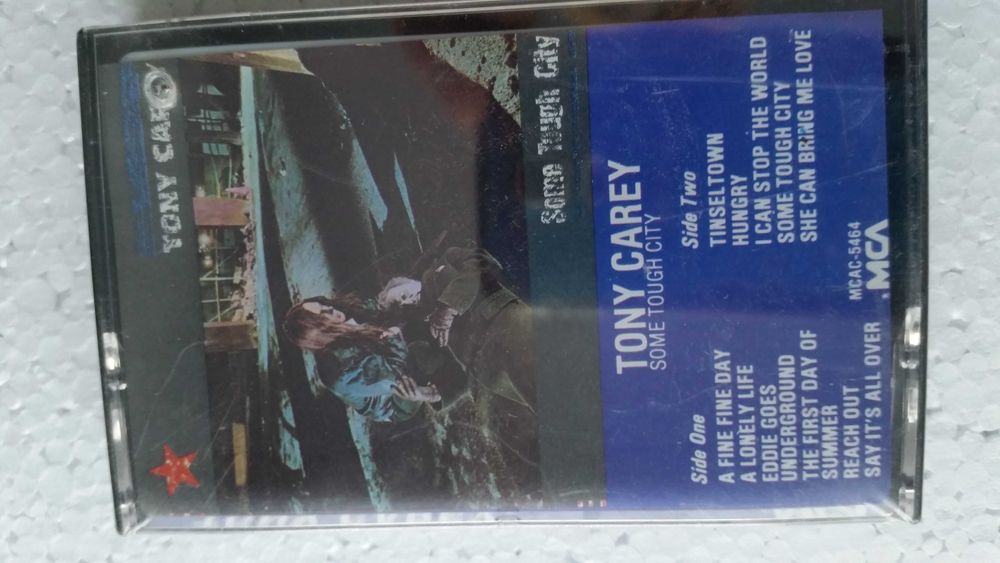 TONY CAREY
Some Tough City
TONY CAREY
SOME TOUGH CITY
Side One
A FINE FINE DAY
A LONELY LIFE
EDDIE GOES
UNDERGROUND
THE FIRST DAY OF
SUMMER
REACH OUT
SAY IT'S ALL OVER
Side Two
TINSELTOWN
HUNGRY
I CAN STOP THE WORLD
SOME TOUGH CITY
SHE CAN BRING ME LOVE
MCAC-5464
MCA